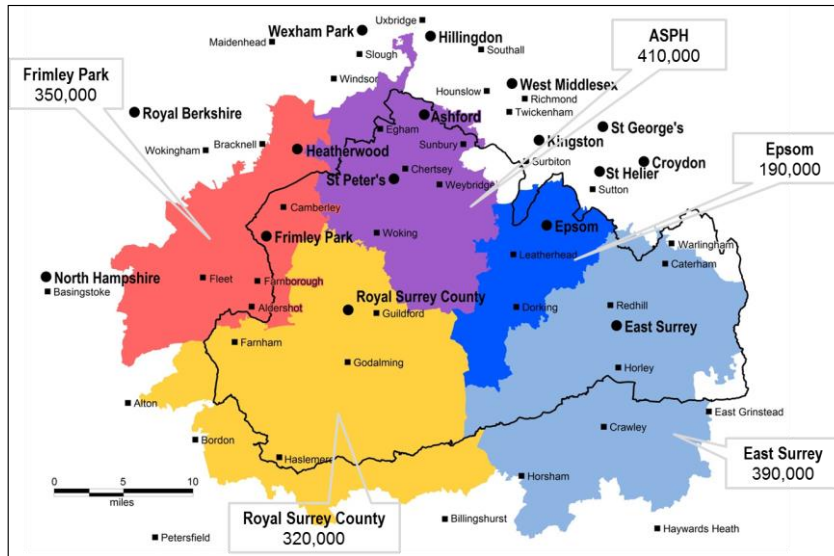 Uxbridge
Wexham Park
Hillingdon
ASPH
410,000
Maidenhead
Slough
Southall
Frimley Park
350,000
Windsor
Hounslow
West Middlesex
Richmond
Twickenham
Royal Berkshire
Ashford
Egham
Sunbury
St George's
Kingston
Epsom
190,000
Wokingham
Bracknell
Heatherwood
Surbiton
Croydon
Chertsey
St Helier
St Peter's
Weybridge
Sutton
Camberley
Woking
Epsom
Frimley Park
Warlingham
Leatherhead
Caterham
North Hampshire
Basingstoke
Fleet
Farnborough
Royal Surrey County
Aldershot
Guildford
Dorking
Redhill
East Surrey
Farnham
Godalming
Horley
Alton
East Grinstead
Bordon
Crawley
Haslemere
East Surrey
390,000
Horsham
0 5 10
miles
Royal Surrey County
320,000
Billingshurst
Haywards Heath
Petersfield